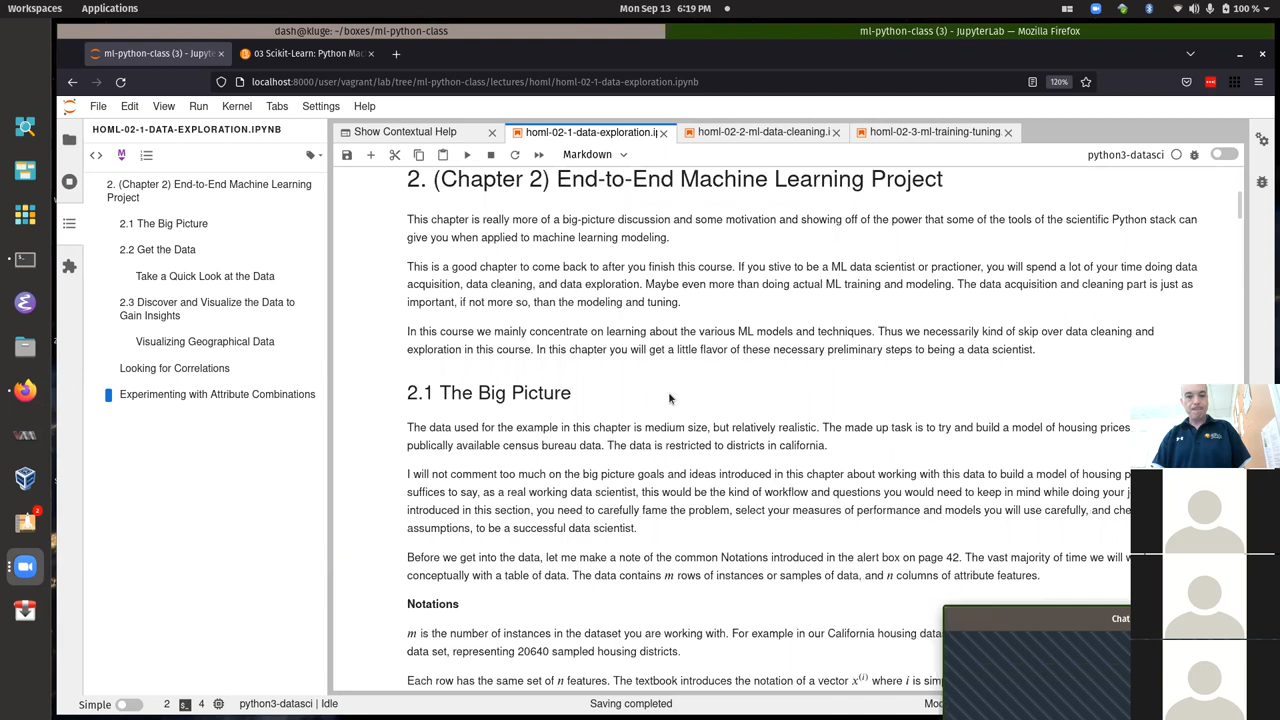 Workspaces Applications Mon Sep 13 6:19 PM 100 %
dash@kluge: ~/boxes/ml-python-class ml-python-class (3) - JupyterLab — Mozilla Firefox
ml-python-class (3) - Jupyte 03 Scikit-Learn: Python Mac
localhost:8000/user/vagrant/lab/tree/ml-python-class/lectures/homl/homl-02-1-data-exploration.ipynb 120%
File Edit View Run Kernel Tabs Settings Help
HOML-02-1-DATA-EXPLORATION.IPYNB
Show Contextual Help homl-02-1-data-exploration.ip homl-02-2-ml-data-cleaning.i homl-02-3-ml-training-tuning.
Markdown python3-datasci
2. (Chapter 2) End-to-End Machine Learning
Project
2.1 The Big Picture
2.2 Get the Data
Take a Quick Look at the Data
2.3 Discover and Visualize the Data to
Gain Insights
Visualizing Geographical Data
Looking for Correlations
Experimenting with Attribute Combinations
2. (Chapter 2) End-to-End Machine Learning Project
This chapter is really more of a big-picture discussion and some motivation and showing off of the power that some of the tools of the scientific Python stack can
give you when applied to machine learning modeling.
This is a good chapter to come back to after you finish this course. If you stive to be a ML data scientist or practioner, you will spend a lot of your time doing data
acquisition, data cleaning, and data exploration. Maybe even more than doing actual ML training and modeling. The data acquisition and cleaning part is just as
important, if not more so, than the modeling and tuning.
In this course we mainly concentrate on learning about the various ML models and techniques. Thus we necessarily kind of skip over data cleaning and
exploration in this course. In this chapter you will get a little flavor of these necessary preliminary steps to being a data scientist.
2.1 The Big Picture
The data used for the example in this chapter is medium size, but relatively realistic. The made up task is to try and build a model of housing prices
publically available census bureau data. The data is restricted to districts in california.
I will not comment too much on the big picture goals and ideas introduced in this chapter about working with this data to build a model of housing p
suffices to say, as a real working data scientist, this would be the kind of workflow and questions you would need to keep in mind while doing your j
introduced in this section, you need to carefully fame the problem, select your measures of performance and models you will use carefully, and che
assumptions, to be a successful data scientist.
Before we get into the data, let me make a note of the common Notations introduced in the alert box on page 42. The vast majority of time we will w
conceptually with a table of data. The data contains m rows of instances or samples of data, and n columns of attribute features.
Notations
m is the number of instances in the dataset you are working with. For example in our California housing data
data set, representing 20640 sampled housing districts.
Each row has the same set of n features. The textbook introduces the notation of a vector x(i) where i is sim
Chat
Simple 2 4 python3-datasci | Idle Saving completed Mod